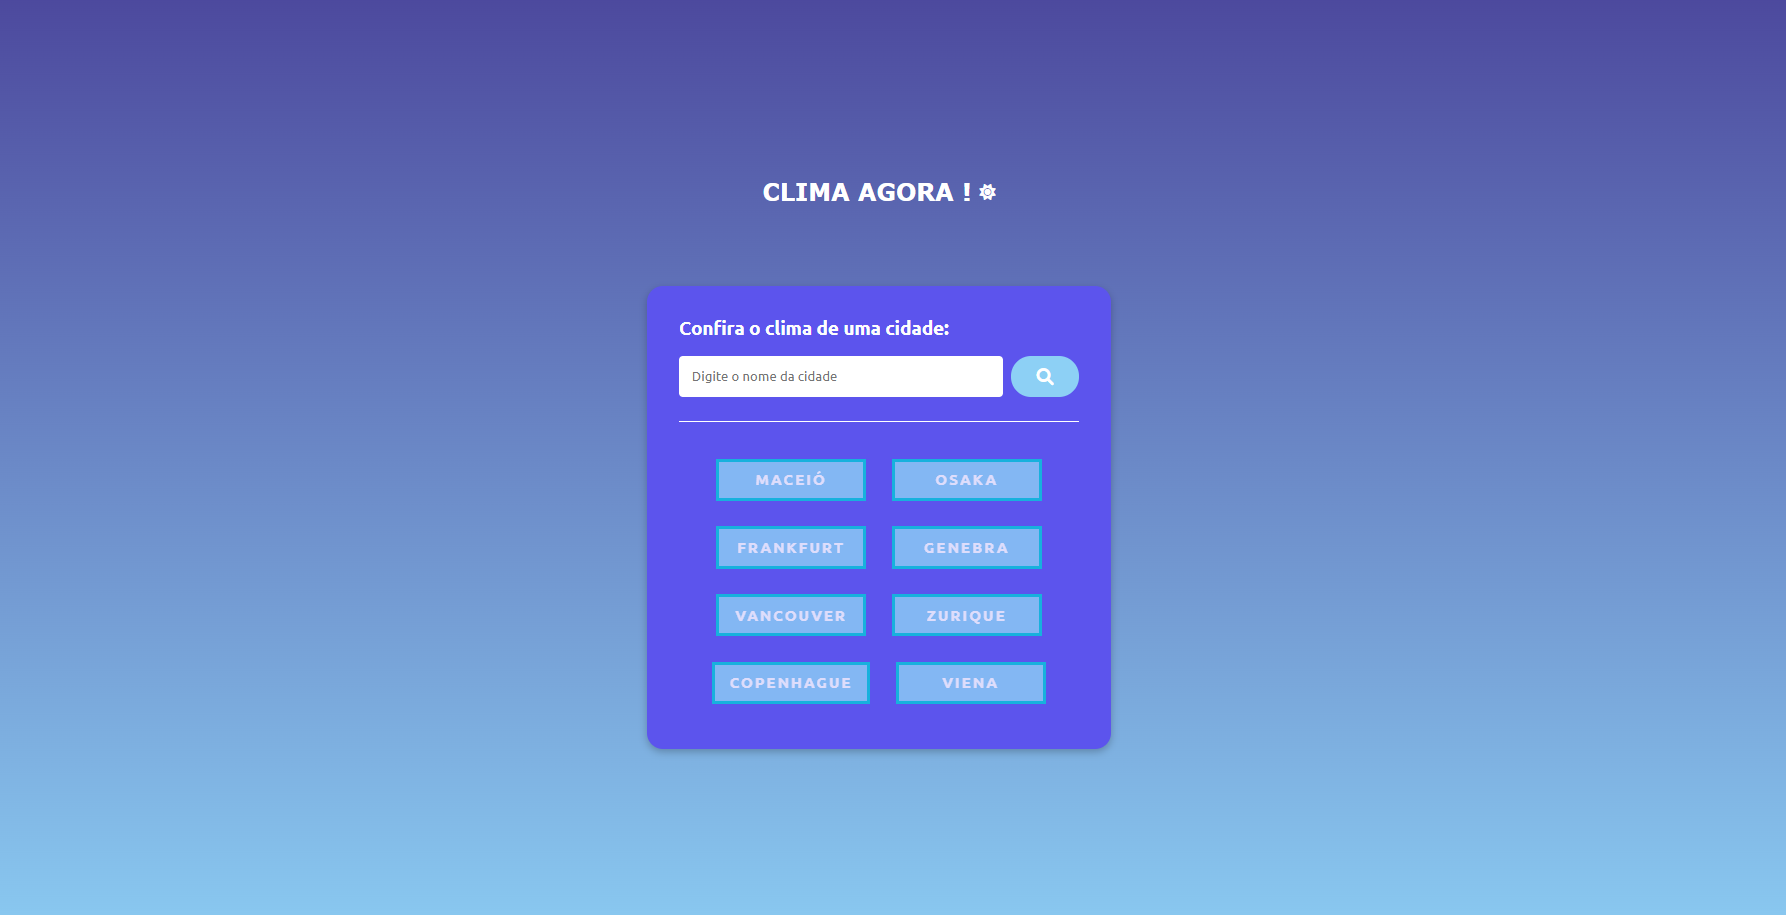 CLIMA AGORA !
Confira o clima de uma cidade:
Digite o nome da cidade
MACEIÓ OSAKA
FRANKFURT GENEBRA
VANCOUVER ZURIQUE
COPENHAGUE VIENA